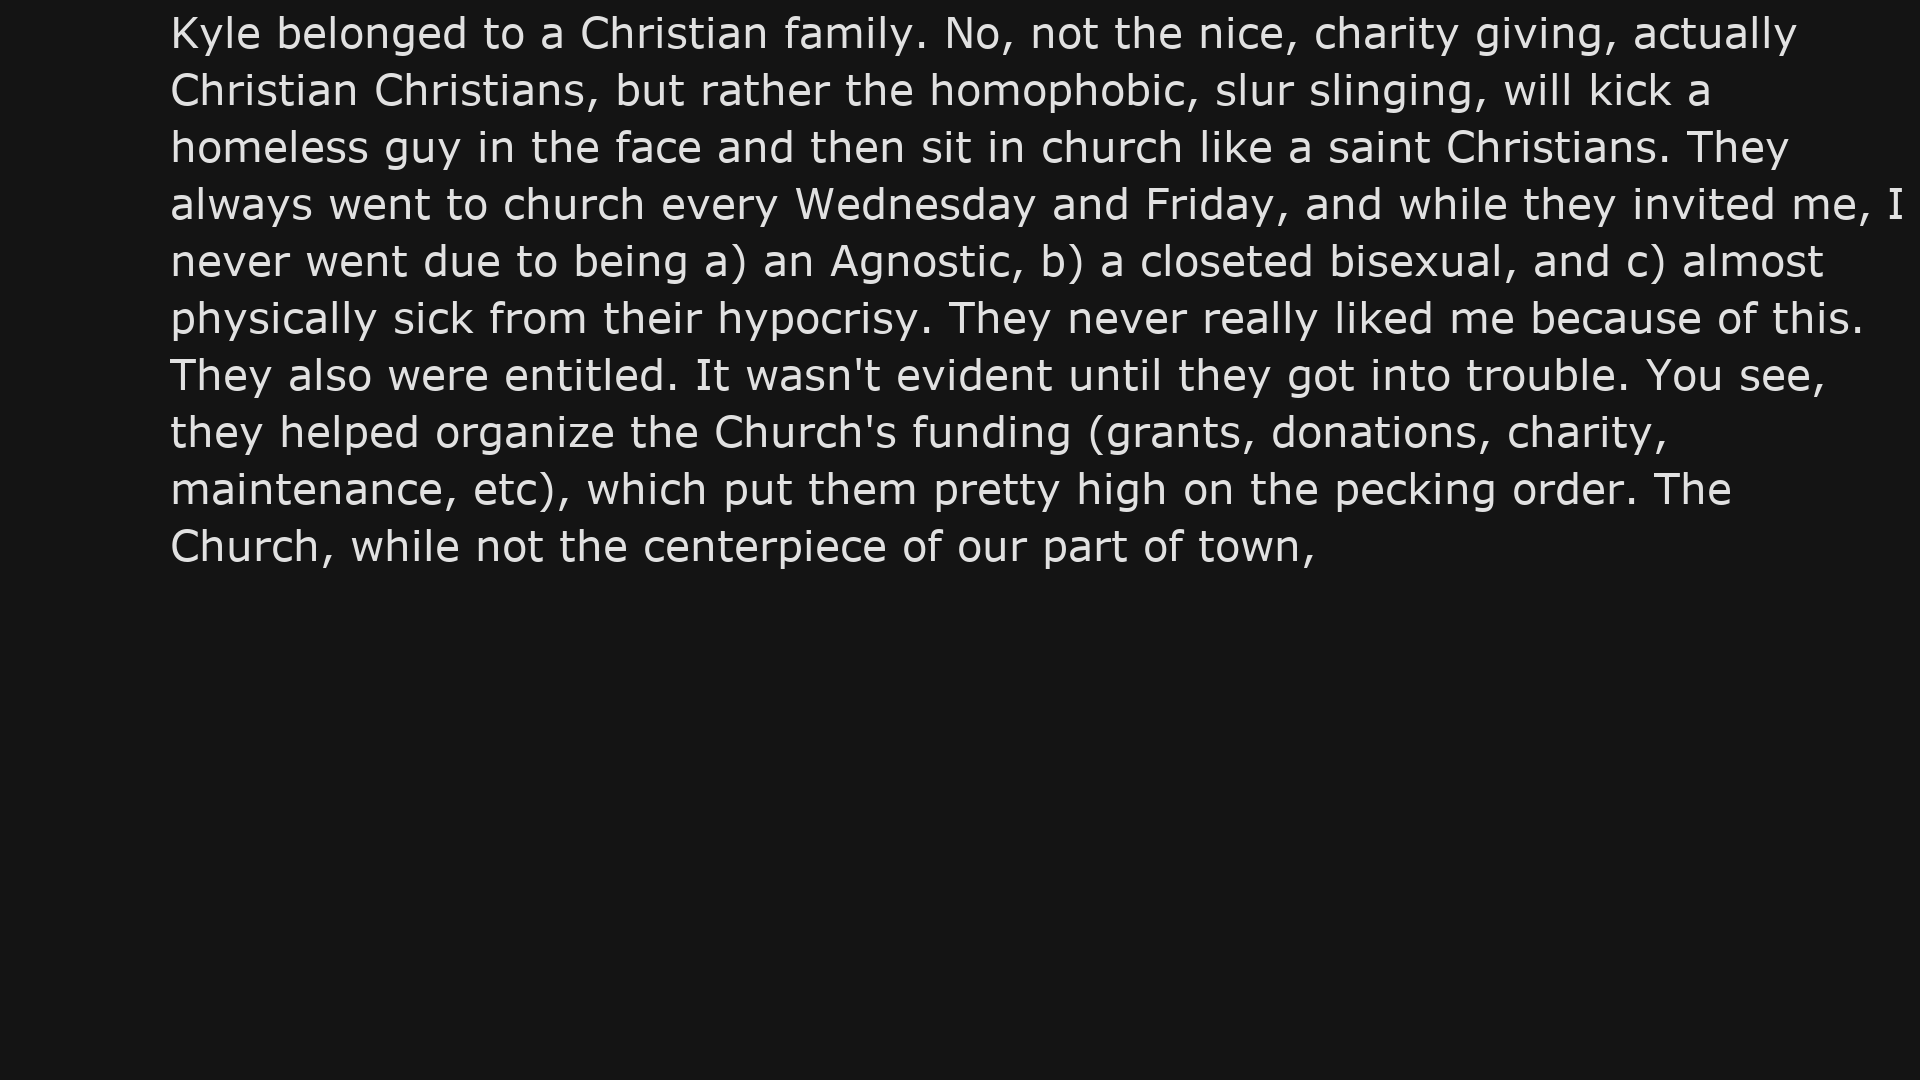 Kyle belonged to a Christian family. No, not the nice, charity giving, actually
Christian Christians, but rather the homophobic, slur slinging, will kick a
homeless guy in the face and then sit in church like a saint Christians. They
always went to church every Wednesday and Friday, and while they invited me, I
never went due to being a) an Agnostic, b) a closeted bisexual, and c) almost
physically sick from their hypocrisy. They never really liked me because of this.
They also were entitled. It wasn't evident until they got into trouble. You see,
they helped organize the Church's funding (grants, donations, charity,
maintenance, etc), which put them pretty high on the pecking order. The
Church, while not the centerpiece of our part of town,